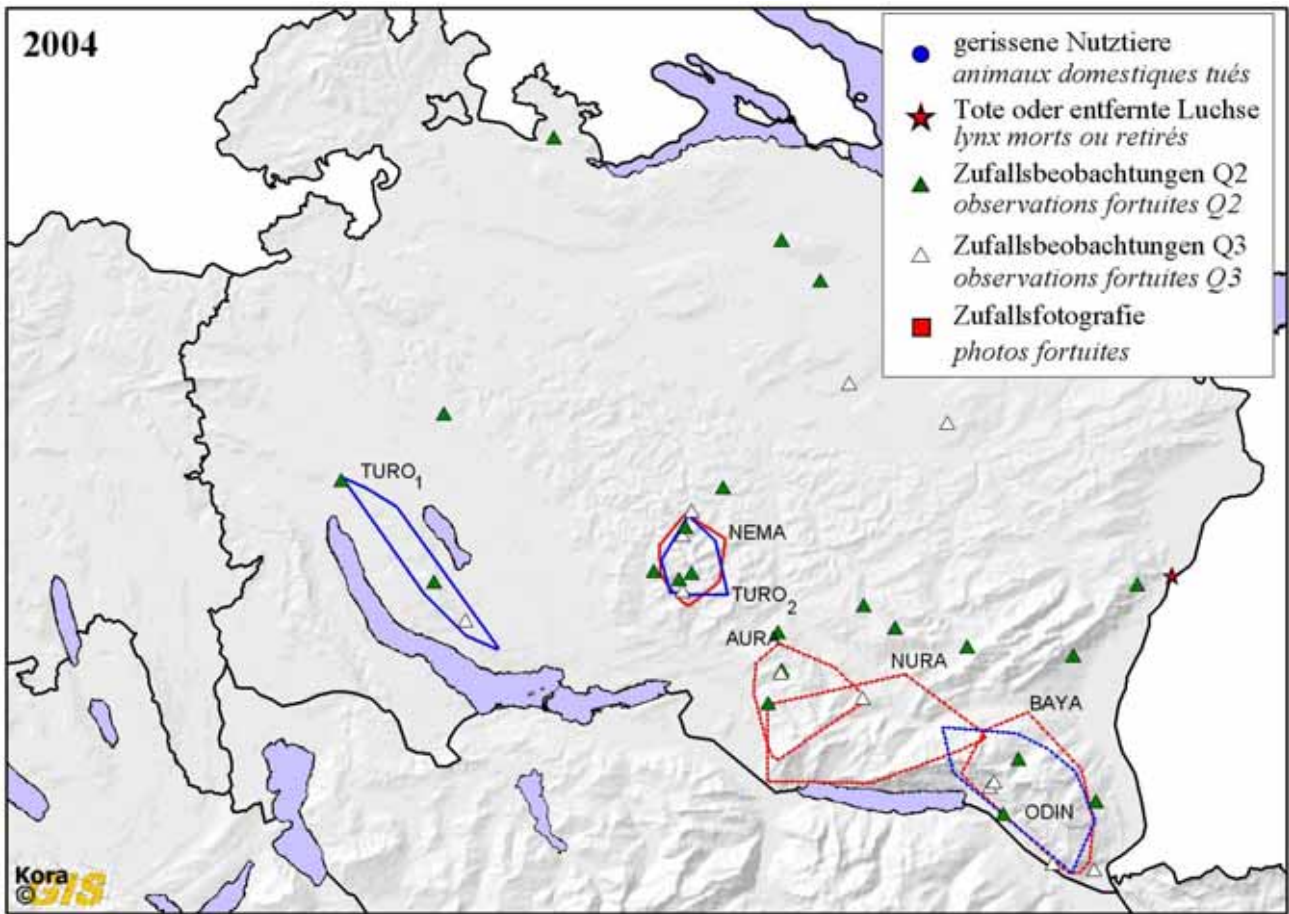 2004
gerissene Nutztiere
animaux domestiques tués
Tote oder entfernte Luchse
lynx morts ou retirés
Zufallsbeobachtungen Q2
observations fortuites Q2
Zufallsbeobachtungen Q3
observations fortuites Q3
Zufallsfotografie
photos fortuites
TURO1
NEMA
TURO2
AURA
NURA
BAYA
ODIN
Kora
© GIS